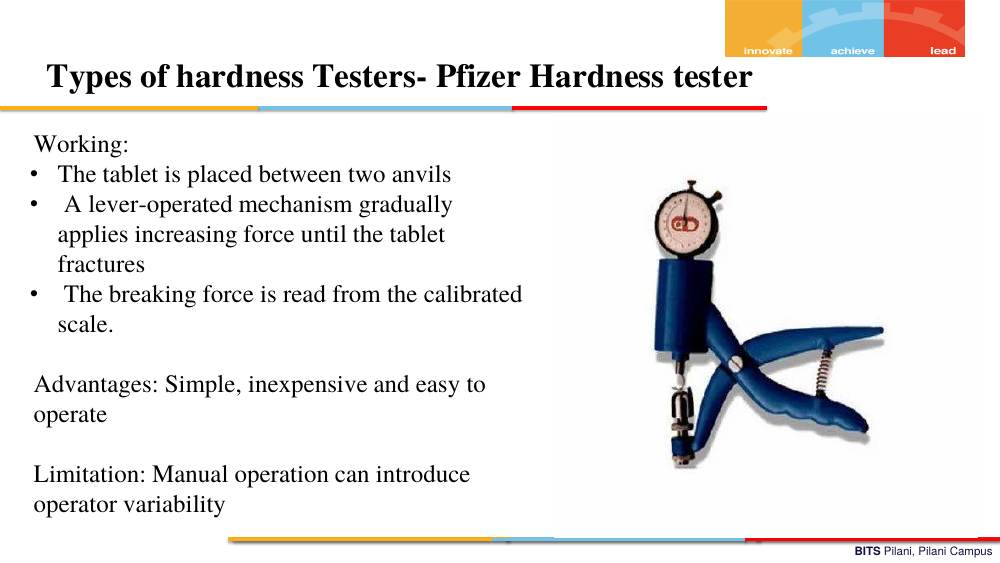 innovate achieve lead
Types of hardness Testers- Pfizer Hardness tester
Working:
• The tablet is placed between two anvils
• A lever-operated mechanism gradually
applies increasing force until the tablet
fractures
• The breaking force is read from the calibrated
scale.
Advantages: Simple, inexpensive and easy to
operate
Limitation: Manual operation can introduce
operator variability
BITS Pilani, Pilani Campus